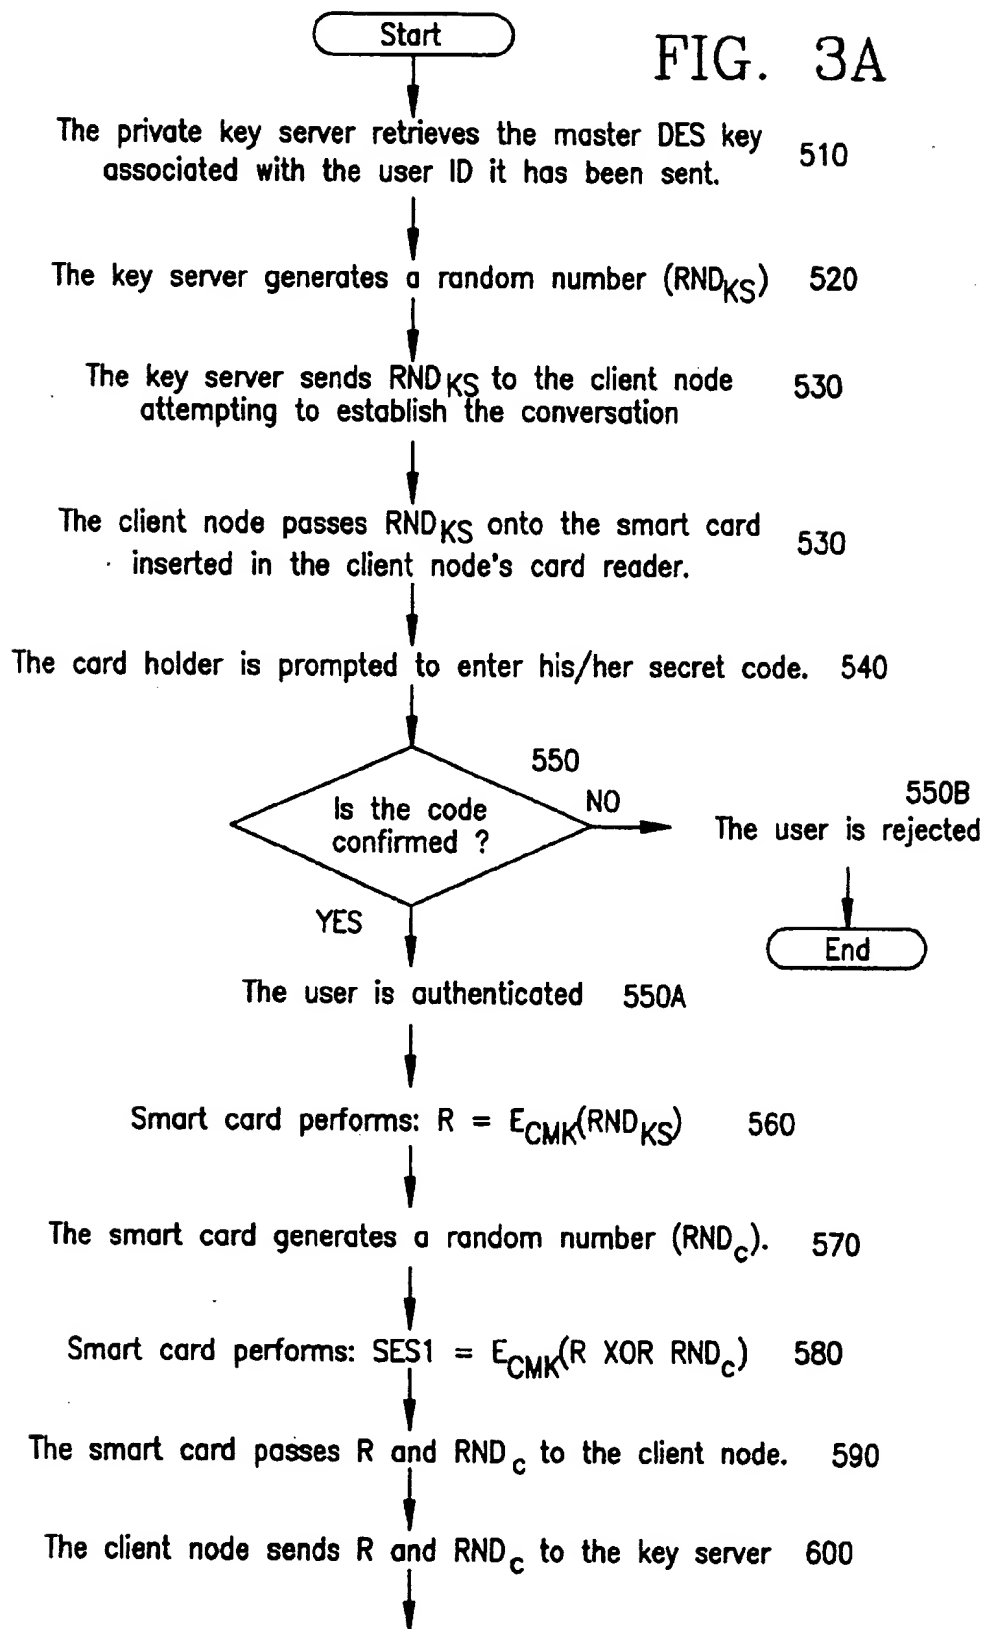 Start
FIG. 3A
The private key server retrieves the master DES key
associated with the user ID it has been sent.
510
The key server generates a random number (RNDKS) 520
The key server sends RNDKS to the client node
attempting to establish the conversation
530
The client node passes RNDKS onto the smart card
inserted in the client node's card reader.
530
The card holder is prompted to enter his/her secret code. 540
550
Is the code
confirmed ?
NO
550B
The user is rejected
End
YES
The user is authenticated 550A
Smart card performs: R = ECMK(RNDKS) 560
The smart card generates a random number (RNDc). 570
Smart card performs: SES1 = ECMK(R XOR RNDc) 580
The smart card passes R and RNDc to the client node. 590
The client node sends R and RNDc to the key server 600